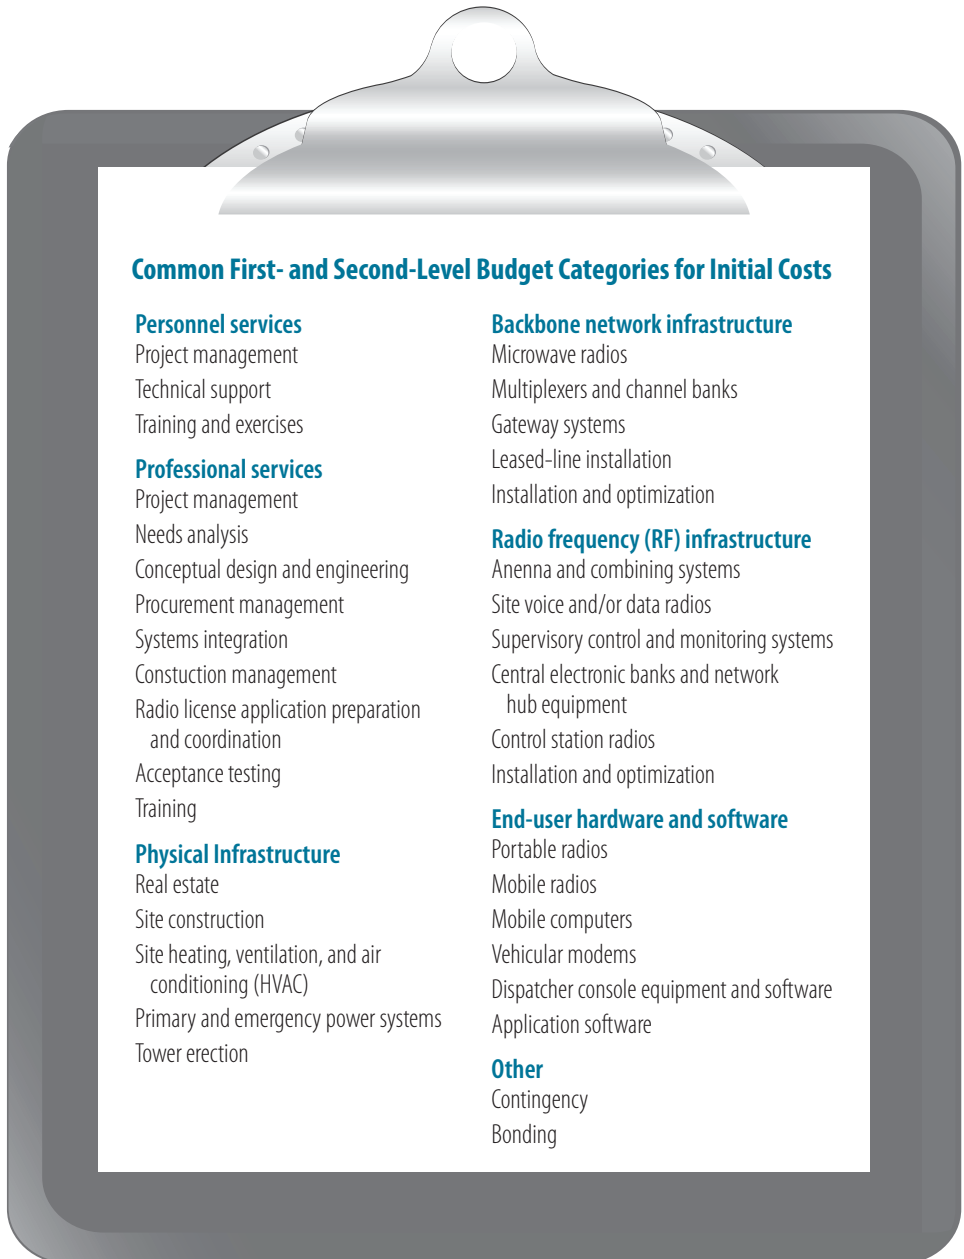 Common First- and Second-Level Budget Categories for Initial Costs
Personnel services
Project management
Technical support
Training and exercises
Professional services
Project management
Needs analysis
Conceptual design and engineering
Procurement management
Systems integration
Constuction management
Radio license application preparation
and coordination
Acceptance testing
Training
Physical Infrastructure
Real estate
Site construction
Site heating, ventilation, and air
conditioning (HVAC)
Primary and emergency power systems
Tower erection
Backbone network infrastructure
Microwave radios
Multiplexers and channel banks
Gateway systems
Leased-line installation
Installation and optimization
Radio frequency (RF) infrastructure
Anenna and combining systems
Site voice and/or data radios
Supervisory control and monitoring systems
Central electronic banks and network
hub equipment
Control station radios
Installation and optimization
End-user hardware and software
Portable radios
Mobile radios
Mobile computers
Vehicular modems
Dispatcher console equipment and software
Application software
Other
Contingency
Bonding